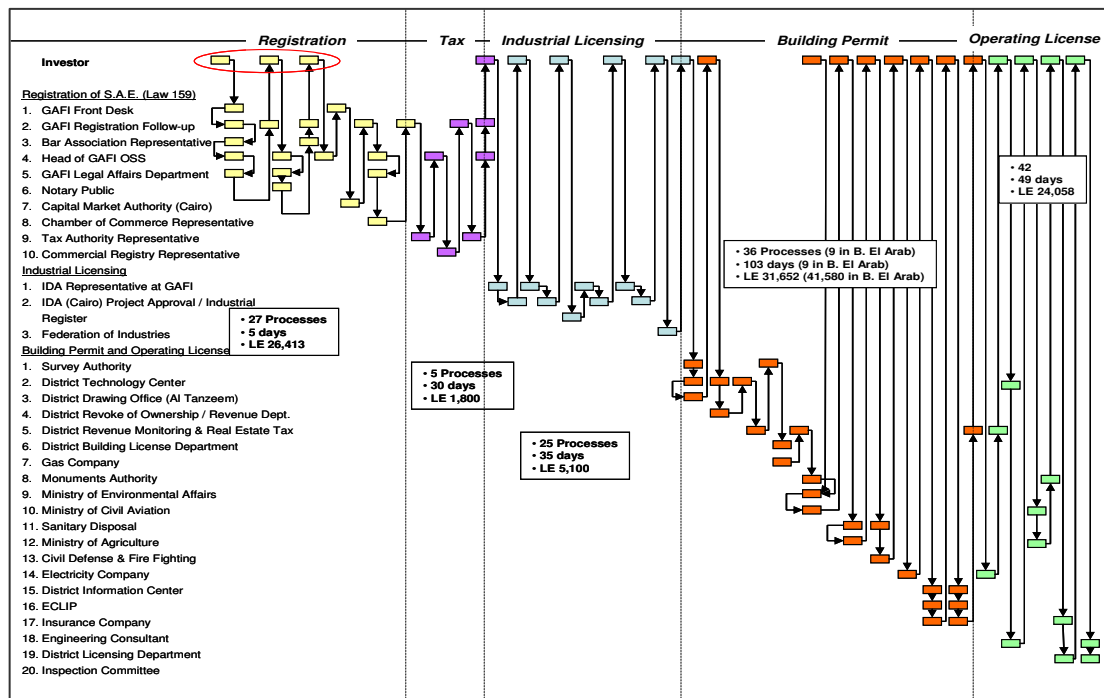 Registration Tax Industrial Licensing Building Permit Operating License
Investor
Registration of S.A.E. (Law 159)
1. GAFI Front Desk
2. GAFI Registration Follow-up
3. Bar Association Representative
4. Head of GAFI OSS
5. GAFI Legal Affairs Department
6. Notary Public
7. Capital Market Authority (Cairo)
8. Chamber of Commerce Representative
9. Tax Authority Representative
10. Commercial Registry Representative
Industrial Licensing
1. IDA Representative at GAFI
2. IDA (Cairo) Project Approval / Industrial
Register
3. Federation of Industries
Building Permit and Operating License
1. Survey Authority
2. District Technology Center
3. District Drawing Office (Al Tanzeem)
4. District Revoke of Ownership / Revenue Dept.
5. District Revenue Monitoring & Real Estate Tax
6. District Building License Department
7. Gas Company
8. Monuments Authority
9. Ministry of Environmental Affairs
10. Ministry of Civil Aviation
11. Sanitary Disposal
12. Ministry of Agriculture
13. Civil Defense & Fire Fighting
14. Electricity Company
15. District Information Center
16. ECLIP
17. Insurance Company
18. Engineering Consultant
19. District Licensing Department
20. Inspection Committee
• 27 Processes
• 5 days
• LE 26,413
• 5 Processes
• 30 days
• LE 1,800
• 25 Processes
• 35 days
• LE 5,100
• 36 Processes (9 in B. El Arab)
• 103 days (9 in B. El Arab)
• LE 31,652 (41,580 in B. El Arab)
• 42
• 49 days
• LE 24,058